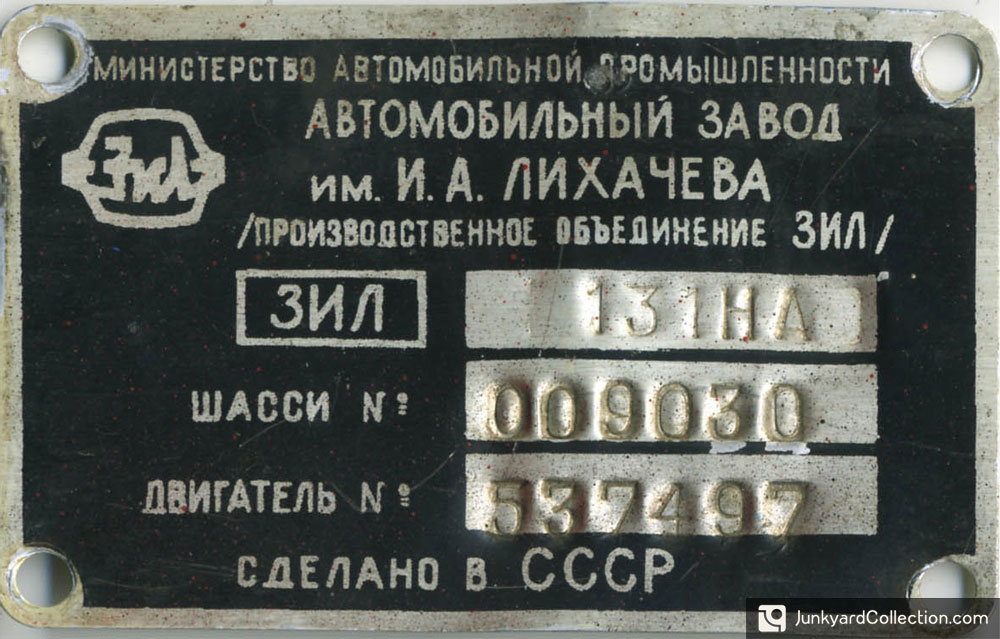 МИНИСТЕРСТВО АВТОМОБИЛЬНОЙ ПРОМЫШЛЕННОСТИ
АВТОМОБИЛЬНЫЙ ЗАВОД
ЗИЛ
им. И. А. ЛИХАЧЕВА
/ПРОИЗВОДСТВЕННОЕ ОБЪЕДИНЕНИЕ ЗИЛ/
ЗИЛ 131НА
ШАССИ № 009030
ДВИГАТЕЛЬ № 537497
СДЕЛАНО В СССР
JunkyardCollection.com